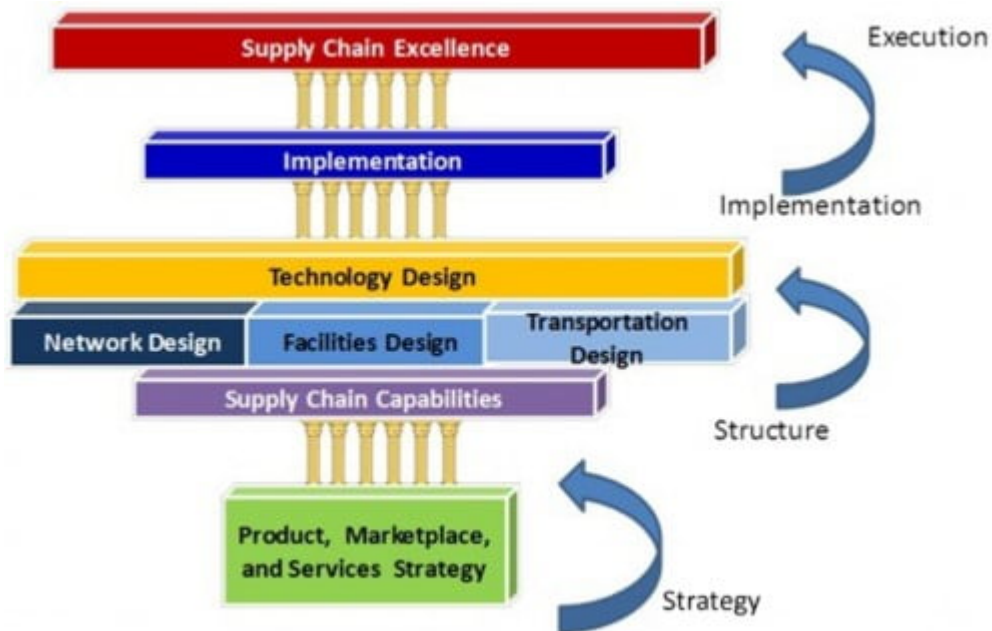 Supply Chain Excellence
Execution
Implementation
Implementation
Technology Design
Network Design
Facilities Design
Transportation
Design
Supply Chain Capabilities
Structure
Product, Marketplace,
and Services Strategy
Strategy